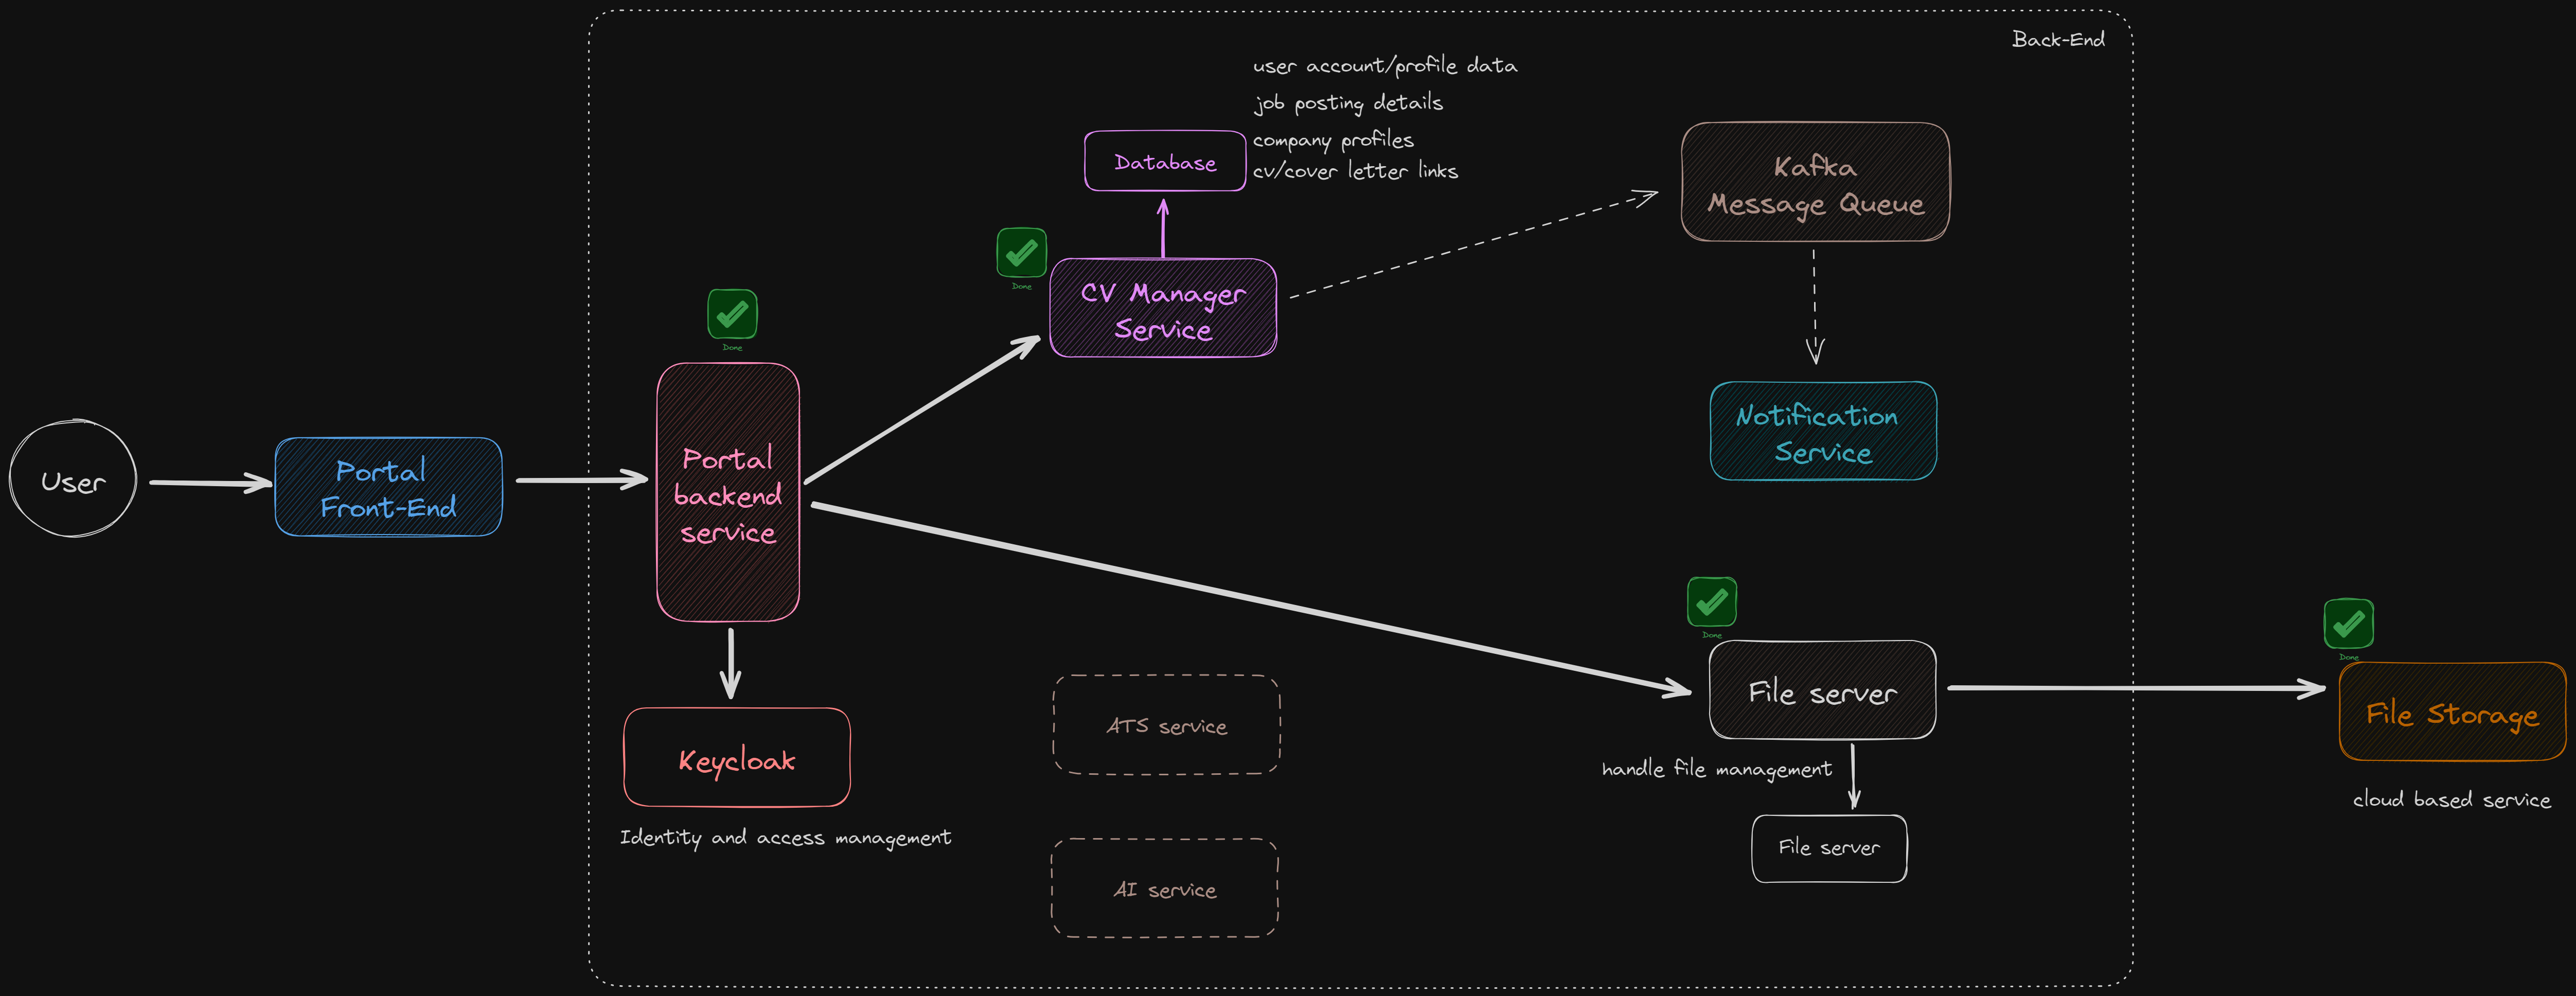 Back-End
user account/profile data
job posting details
company profiles
cv/cover letter links
Database
Kafka
Message Queue
Done
CV Manager
Service
Done
Notification
Service
User
Portal
Front-End
Portal
backend
service
Done
File server
Done
File Storage
cloud based service
handle file management
File server
Keycloak
Identity and access management
ATS service
AI service